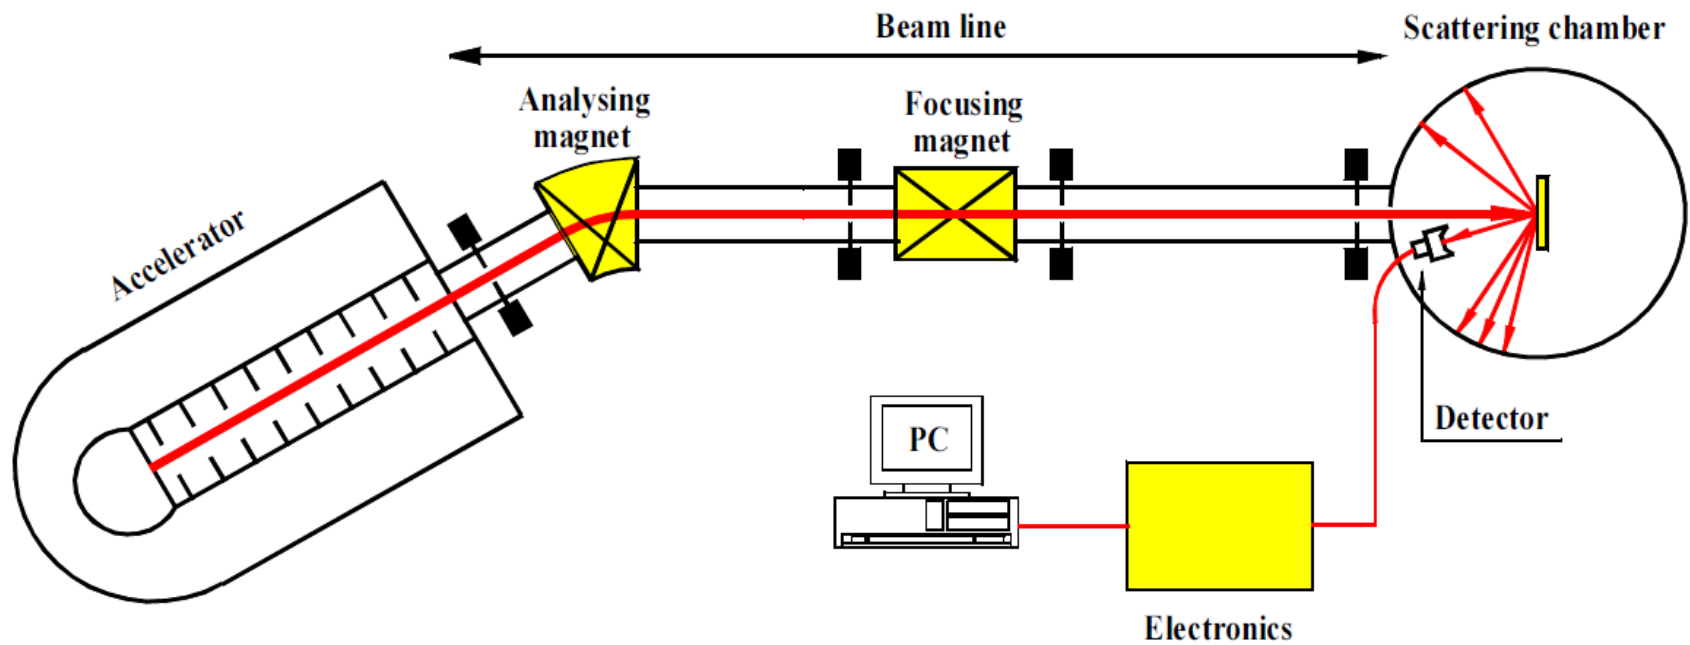 Beam line
Scattering chamber
Analysing
magnet
Focusing
magnet
Accelerator
Detector
PC
Electronics